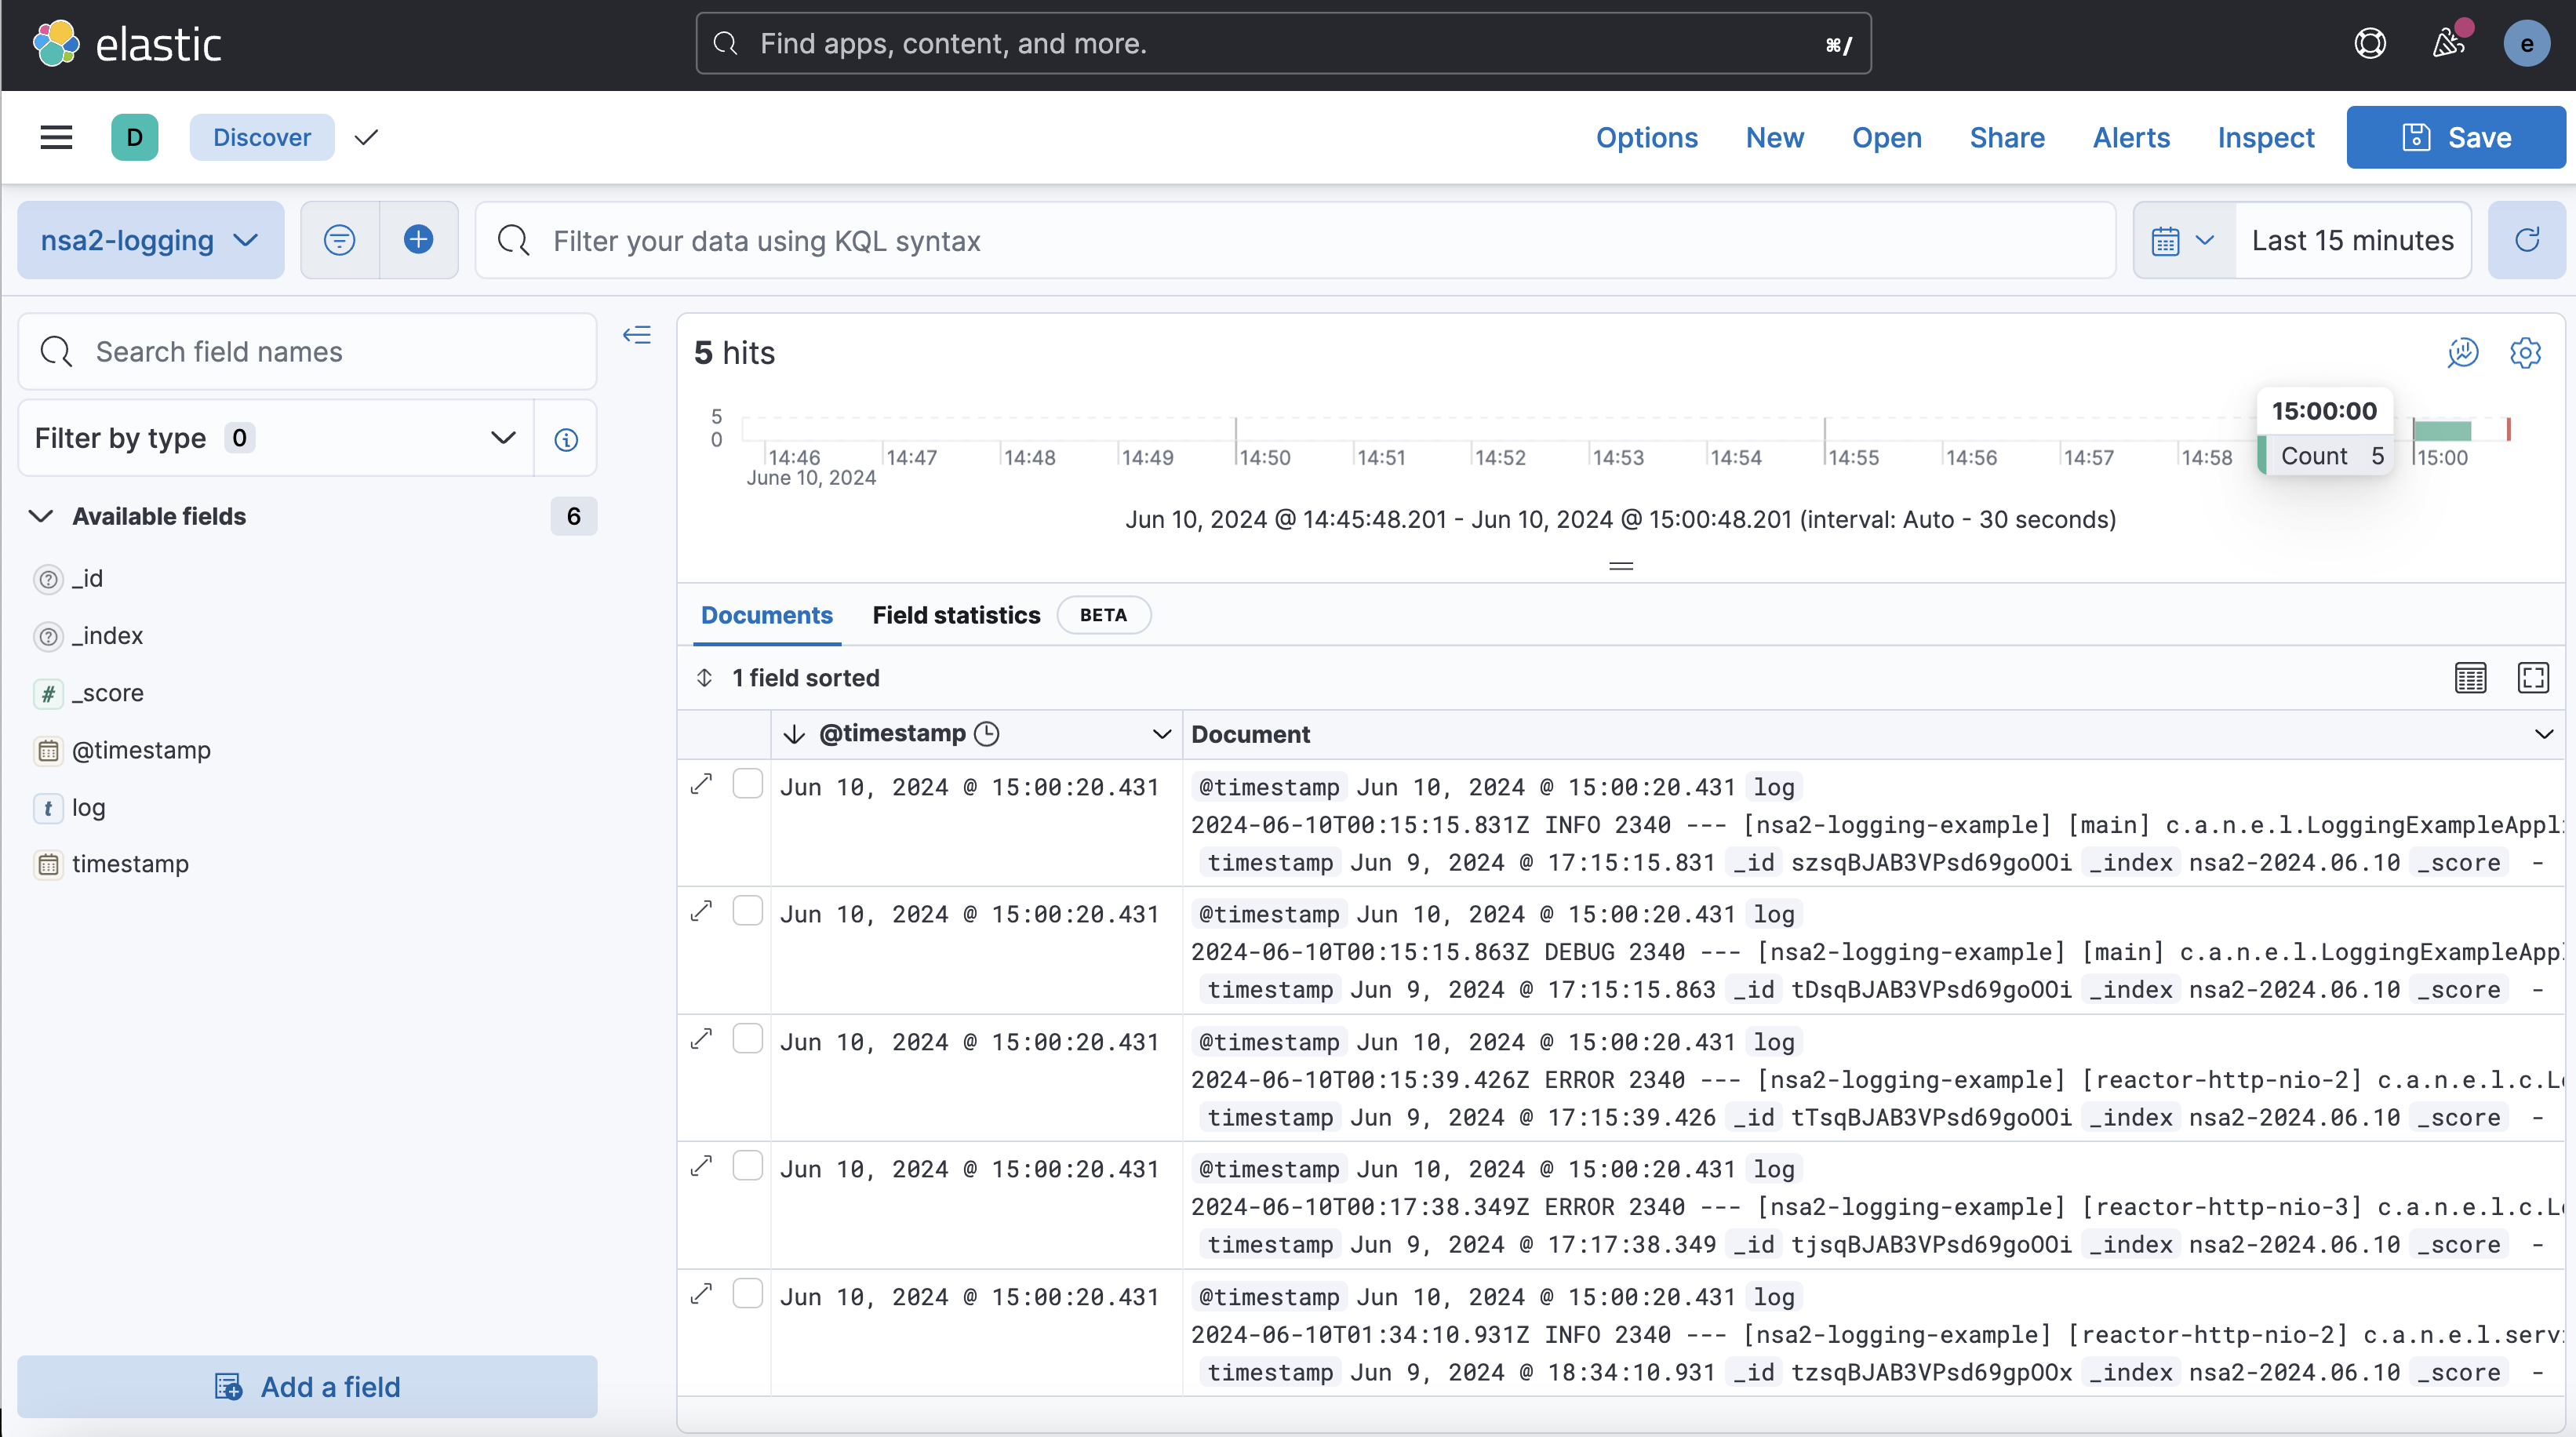 elastic
Find apps, content, and more.
⌘/
e
D
Discover
Options
New
Open
Share
Alerts
Inspect
Save
nsa2-logging
Filter your data using KQL syntax
Last 15 minutes
Search field names
Filter by type 0
Available fields 6
_id
_index
# _score
@timestamp
t log
timestamp
Add a field
5 hits
5
0
14:46 14:47 14:48 14:49 14:50 14:51 14:52 14:53 14:54 14:55 14:56 14:57 14:58 15:00
June 10, 2024
15:00:00
Count 5
Jun 10, 2024 @ 14:45:48.201 - Jun 10, 2024 @ 15:00:48.201 (interval: Auto - 30 seconds)
Documents Field statistics BETA
1 field sorted
@timestamp Document
Jun 10, 2024 @ 15:00:20.431 @timestamp Jun 10, 2024 @ 15:00:20.431 log
2024-06-10T00:15:15.831Z INFO 2340 --- [nsa2-logging-example] [main] c.a.n.e.l.LoggingExampleAppl
timestamp Jun 9, 2024 @ 17:15:15.831 _id szsqBJAB3VPsd69goOOi _index nsa2-2024.06.10 _score -
Jun 10, 2024 @ 15:00:20.431 @timestamp Jun 10, 2024 @ 15:00:20.431 log
2024-06-10T00:15:15.863Z DEBUG 2340 --- [nsa2-logging-example] [main] c.a.n.e.l.LoggingExampleApp
timestamp Jun 9, 2024 @ 17:15:15.863 _id tDsqBJAB3VPsd69goOOi _index nsa2-2024.06.10 _score -
Jun 10, 2024 @ 15:00:20.431 @timestamp Jun 10, 2024 @ 15:00:20.431 log
2024-06-10T00:15:39.426Z ERROR 2340 --- [nsa2-logging-example] [reactor-http-nio-2] c.a.n.e.l.c.L
timestamp Jun 9, 2024 @ 17:15:39.426 _id tTsqBJAB3VPsd69goOOi _index nsa2-2024.06.10 _score -
Jun 10, 2024 @ 15:00:20.431 @timestamp Jun 10, 2024 @ 15:00:20.431 log
2024-06-10T00:17:38.349Z ERROR 2340 --- [nsa2-logging-example] [reactor-http-nio-3] c.a.n.e.l.c.L
timestamp Jun 9, 2024 @ 17:17:38.349 _id tjsqBJAB3VPsd69goOOi _index nsa2-2024.06.10 _score -
Jun 10, 2024 @ 15:00:20.431 @timestamp Jun 10, 2024 @ 15:00:20.431 log
2024-06-10T01:34:10.931Z INFO 2340 --- [nsa2-logging-example] [reactor-http-nio-2] c.a.n.e.l.serv
timestamp Jun 9, 2024 @ 18:34:10.931 _id tzsqBJAB3VPsd69gpOOx _index nsa2-2024.06.10 _score -